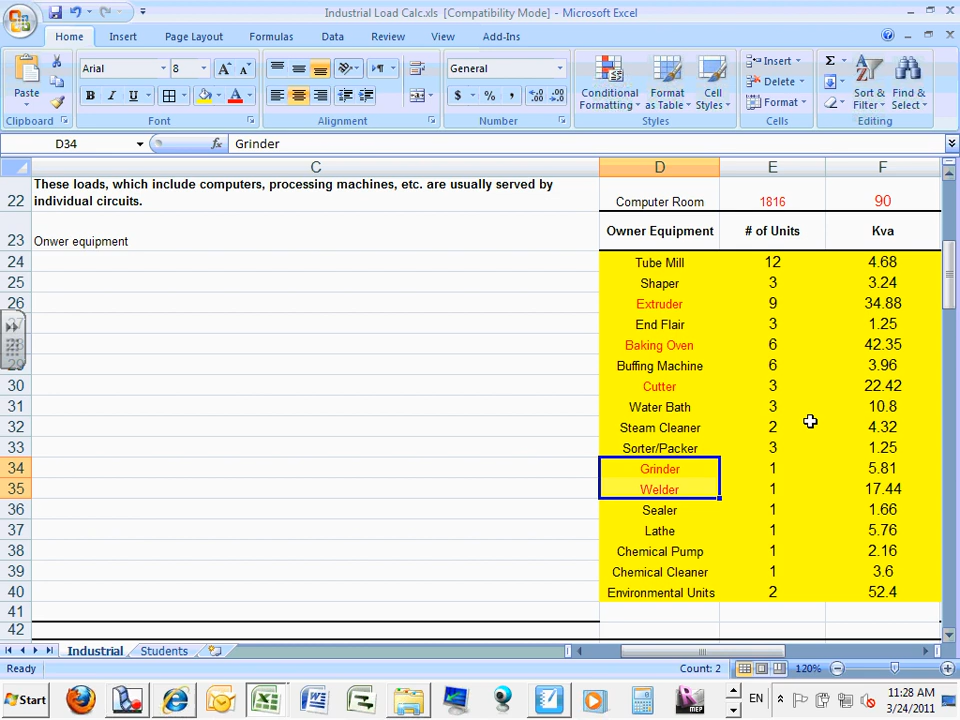 Industrial Load Calc.xls [Compatibility Mode] - Microsoft Excel
Home Insert Page Layout Formulas Data Review View Add-Ins
Paste
Arial 8
B I U
General
$ % ,
Conditional Formatting
Format as Table
Cell Styles
Insert
Delete
Format
Sort & Filter
Find & Select
Clipboard Font Alignment Number Styles Cells Editing
D34 fx Grinder
C D E F
These loads, which include computers, processing machines, etc. are usually served by
22 individual circuits. Computer Room 1816 90
Owner Equipment # of Units Kva
23 Onwer equipment
24 Tube Mill 12 4.68
25 Shaper 3 3.24
26 Extruder 9 34.88
End Flair 3 1.25
Baking Oven 6 42.35
29 Buffing Machine 6 3.96
30 Cutter 3 22.42
31 Water Bath 3 10.8
32 Steam Cleaner 2 4.32
33 Sorter/Packer 3 1.25
34 Grinder 1 5.81
35 Welder 1 17.44
36 Sealer 1 1.66
37 Lathe 1 5.76
38 Chemical Pump 1 2.16
39 Chemical Cleaner 1 3.6
40 Environmental Units 2 52.4
41
42
Industrial Students
Ready Count: 2 120%
Start EN 11:28 AM
3/24/2011